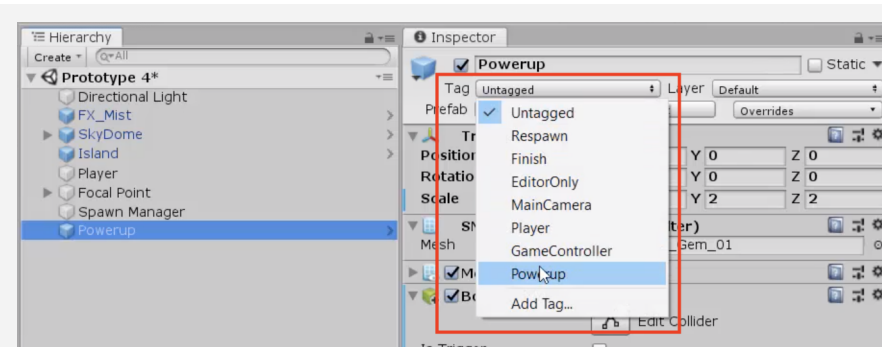 Hierarchy
Create All
Prototype 4*
Directional Light
FX_Mist
SkyDome
Island
Player
Focal Point
Spawn Manager
Powerup
Inspector
Powerup Static
Tag Untagged Layer Default
Prefab Overrides
Untagged
Respawn
Finish
EditorOnly
MainCamera
Player
GameController
Powerup
Add Tag...
Position Y 0 Z 0
Rotatio Y 0 Z 0
Scale Y 2 Z 2
Mesh _Gem_01
Edit Collider